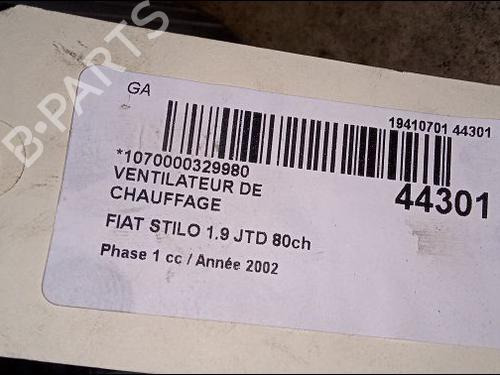 GA
19410701 44301
*1070000329980
44301
VENTILATEUR DE
CHAUFFAGE
FIAT STILO 1.9 JTD 80ch
Phase 1 cc / Année 2002
B-PARTS